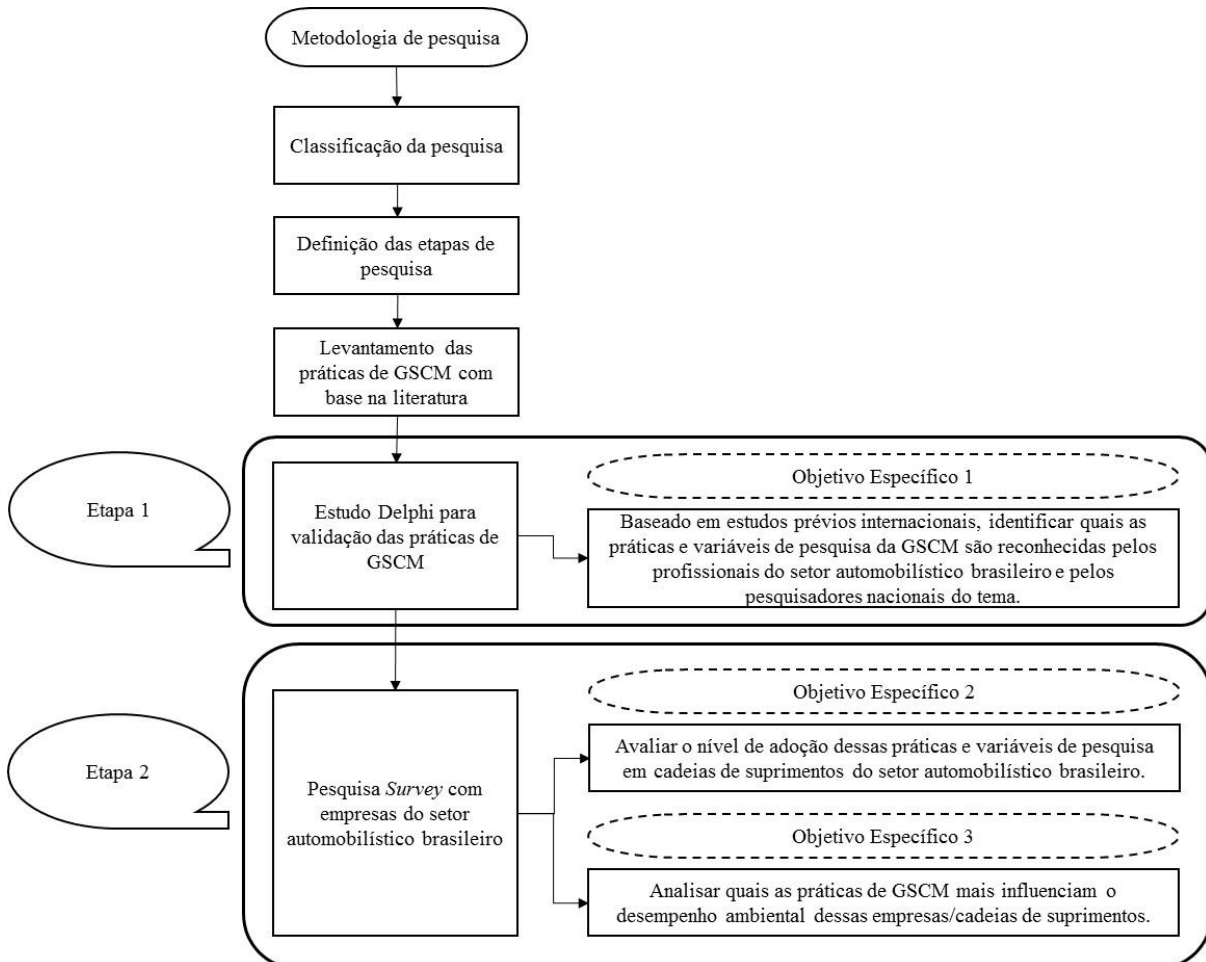 Metodologia de pesquisa
Classificação da pesquisa
Definição das etapas de
pesquisa
Levantamento das
práticas de GSCM com
base na literatura
Etapa 1
Estudo Delphi para
validação das práticas de
GSCM
Objetivo Específico 1
Baseado em estudos prévios internacionais, identificar quais as
práticas e variáveis de pesquisa da GSCM são reconhecidas pelos
profissionais do setor automobilístico brasileiro e pelos
pesquisadores nacionais do tema.
Etapa 2
Pesquisa Survey com
empresas do setor
automobilístico brasileiro
Objetivo Específico 2
Avaliar o nível de adoção dessas práticas e variáveis de pesquisa
em cadeias de suprimentos do setor automobilístico brasileiro.
Objetivo Específico 3
Analisar quais as práticas de GSCM mais influenciam o
desempenho ambiental dessas empresas/cadeias de suprimentos.